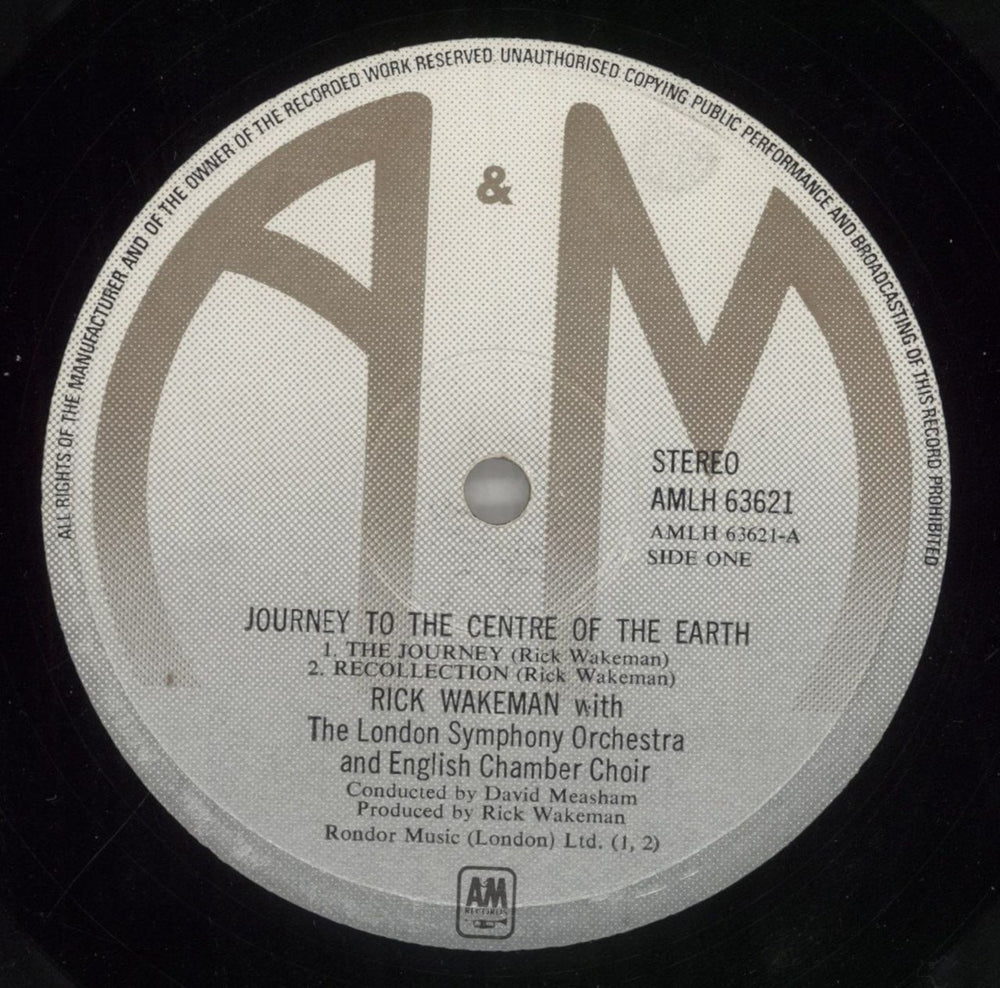 ALL RIGHTS OF THE MANUFACTURER AND OF THE OWNER OF THE RECORDED WORK RESERVED. UNAUTHORISED COPYING PUBLIC PERFORMANCE AND BROADCASTING OF THIS RECORD PROHIBITED
A & M
STEREO
AMLH 63621
AMLH 63621-A
SIDE ONE
JOURNEY TO THE CENTRE OF THE EARTH
1. THE JOURNEY (Rick Wakeman)
2. RECOLLECTION (Rick Wakeman)
RICK WAKEMAN with
The London Symphony Orchestra
and English Chamber Choir
Conducted by David Measham
Produced by Rick Wakeman
Rondor Music (London) Ltd. (1, 2)
A&M
RECORDS